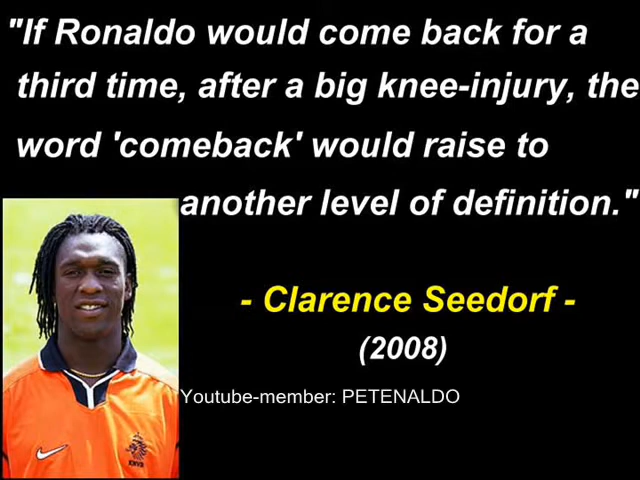 "If Ronaldo would come back for a
third time, after a big knee-injury, the
word 'comeback' would raise to
another level of definition."
- Clarence Seedorf -
(2008)
Youtube-member: PETENALDO
KNVB